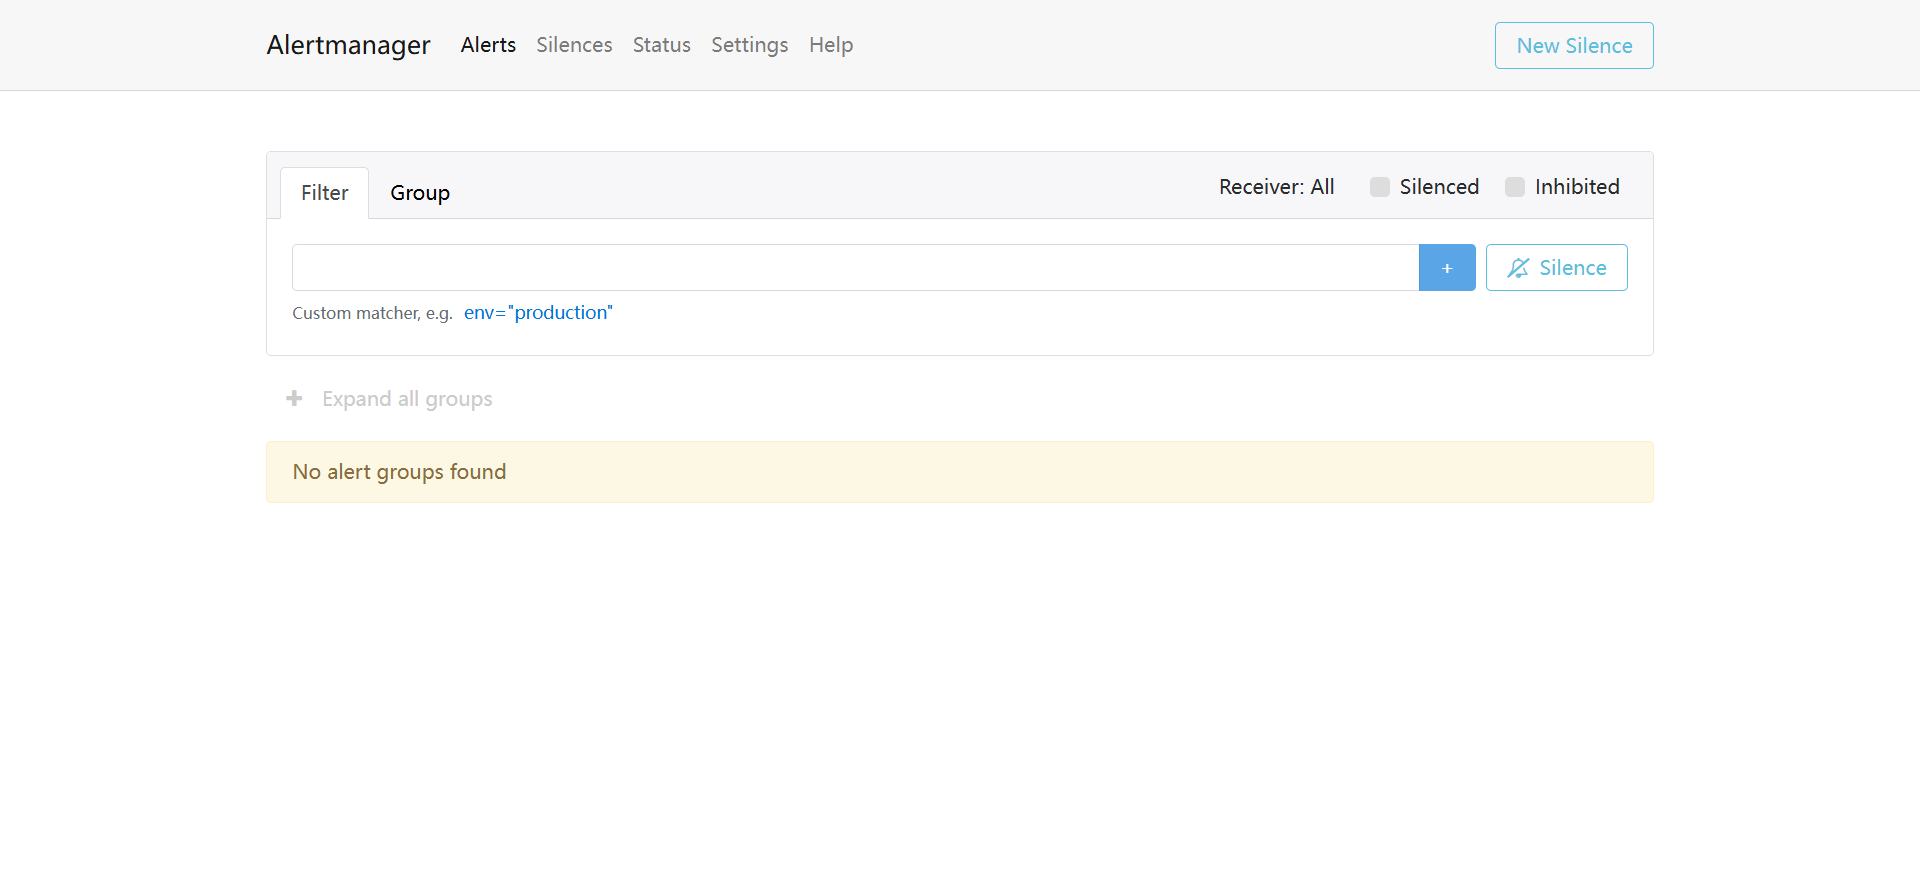 Alertmanager Alerts Silences Status Settings Help New Silence
Filter Group Receiver: All Silenced Inhibited
+ Silence
Custom matcher, e.g. env="production"
Expand all groups
No alert groups found